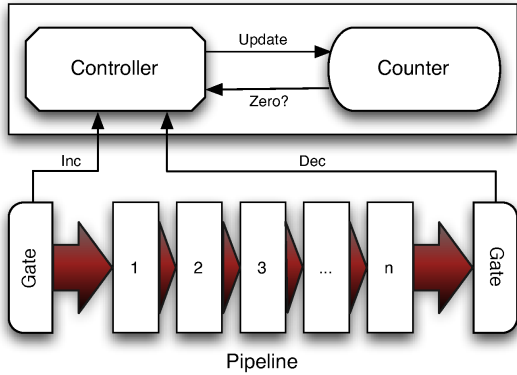 Controller
Update
Counter
Zero?
Inc
Dec
Gate
1
2
3
...
n
Gate
Pipeline